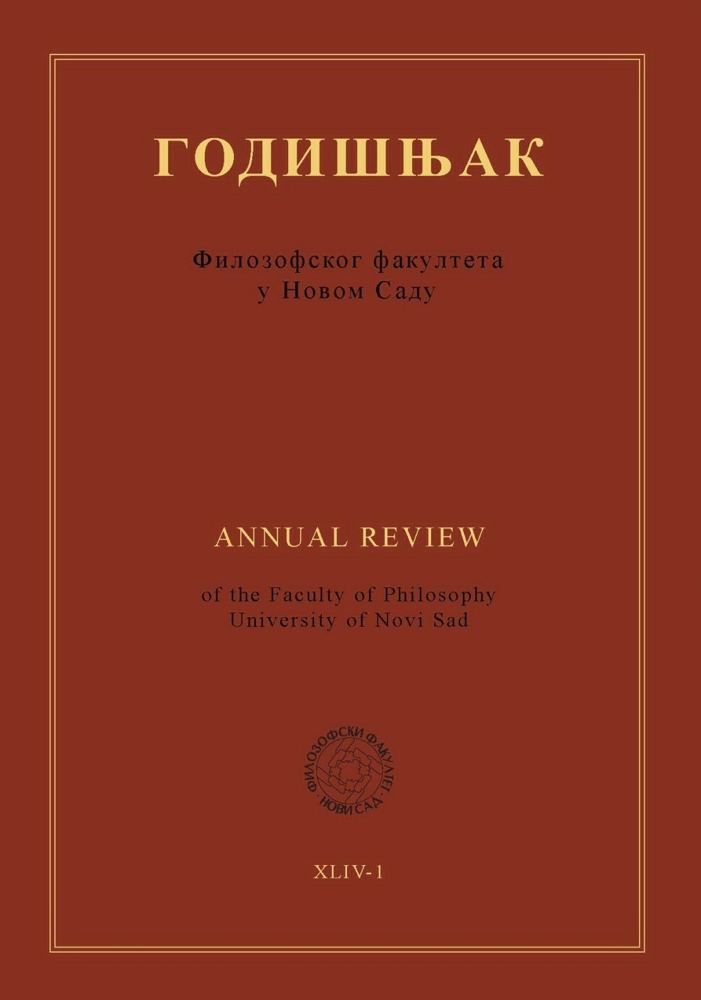 ГОДИШЊАК
Филозофског факултета
у Новом Саду
ANNUAL REVIEW
of the Faculty of Philosophy
University of Novi Sad
ФИЛОЗОФСКИ ФАКУЛТЕТ
НОВИ САД
XLIV-1